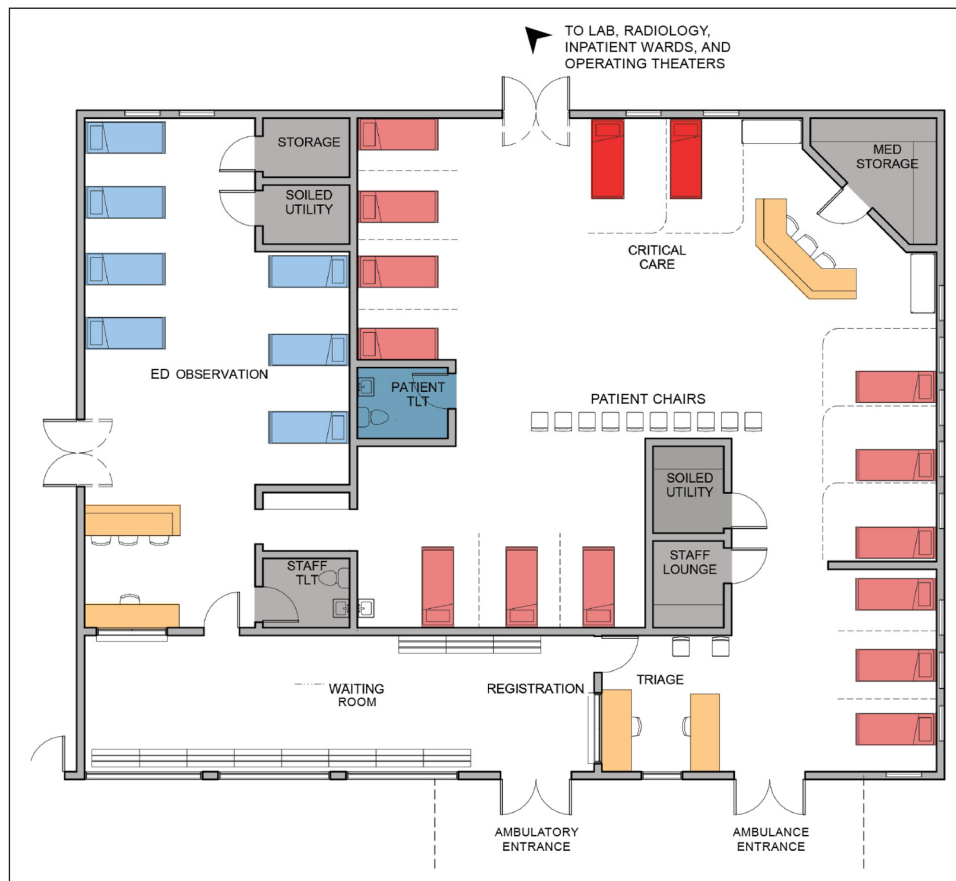 TO LAB, RADIOLOGY,
INPATIENT WARDS, AND
OPERATING THEATERS
STORAGE
MED
STORAGE
SOILED
UTILITY
CRITICAL
CARE
ED OBSERVATION
PATIENT
TLT
PATIENT CHAIRS
SOILED
UTILITY
STAFF
TLT
STAFF
LOUNGE
WAITING
ROOM
REGISTRATION
TRIAGE
AMBULATORY
ENTRANCE
AMBULANCE
ENTRANCE